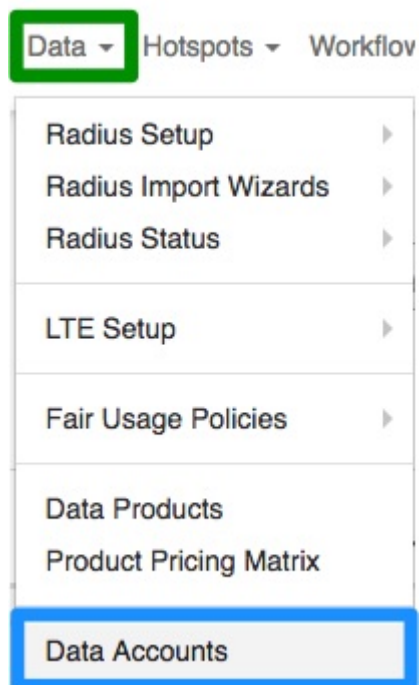 Data Hotspots Workflow
Radius Setup
Radius Import Wizards
Radius Status
LTE Setup
Fair Usage Policies
Data Products
Product Pricing Matrix
Data Accounts